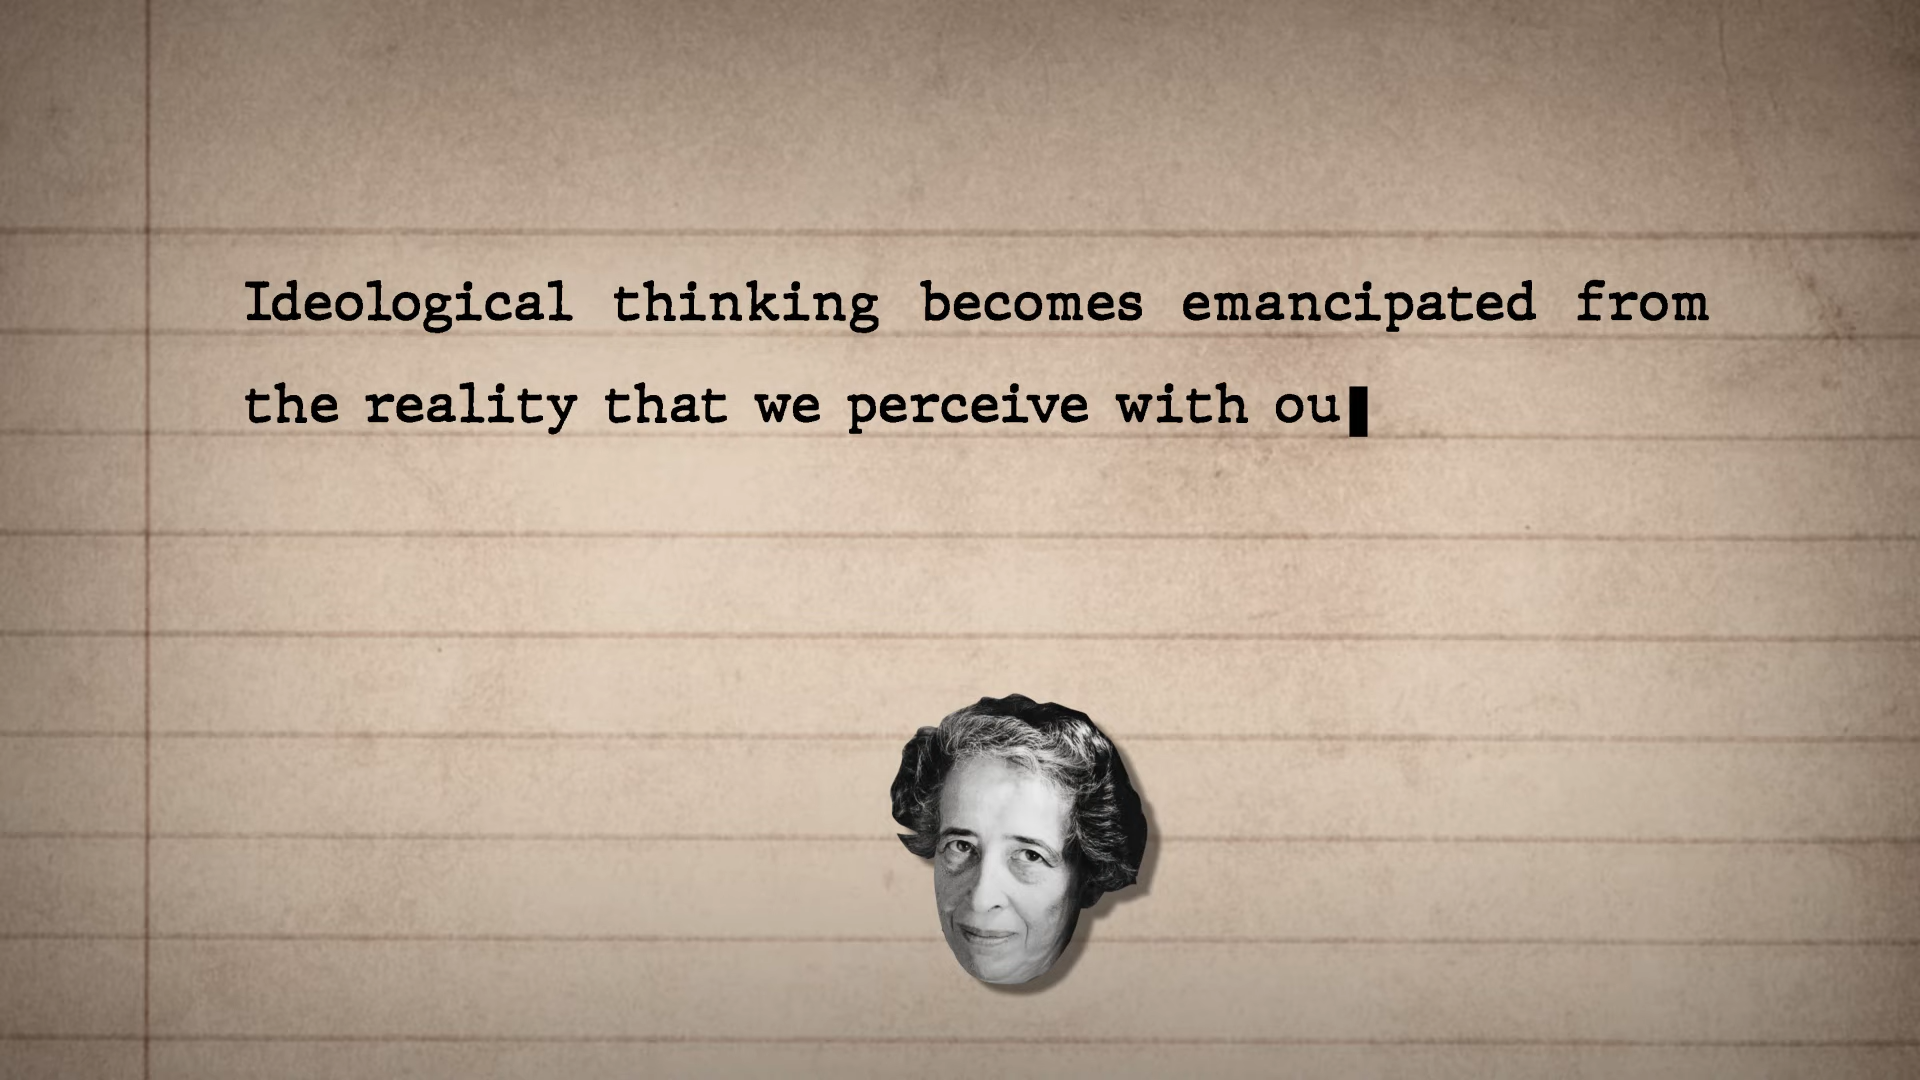 Ideological thinking becomes emancipated from
the reality that we perceive with ou